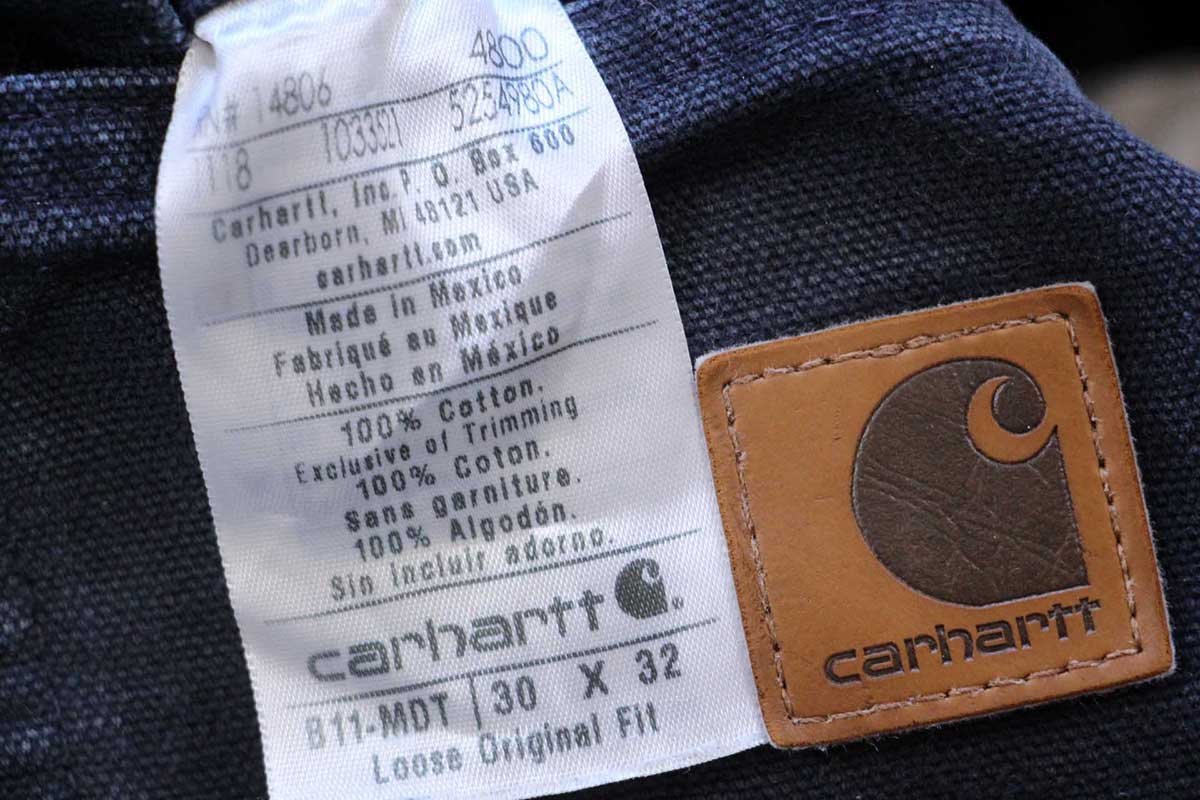 RN# 14806 4800
118 103352I 5254980A
Carhartt, Inc. P. O. Box 600
Dearborn, MI 48121 USA
carhartt.com
Made in Mexico
Fabriqué au Mexique
Hecho en México
100% Cotton.
Exclusive of Trimming
100% Coton.
Sans garniture.
100% Algodón.
Sin incluir adorno.
carhartt
B11-MDT 30 X 32
Loose Original Fit
carhartt